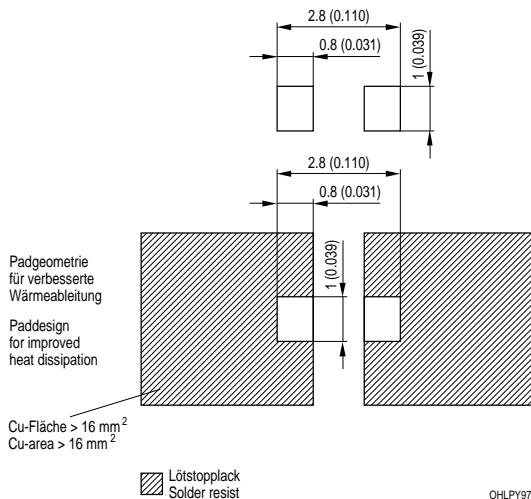 2.8 (0.110)
0.8 (0.031)
1 (0.039)
2.8 (0.110)
0.8 (0.031)
1 (0.039)
Padgeometrie
für verbesserte
Wärmeableitung
Paddesign
for improved
heat dissipation
Cu-Fläche > 16 mm²
Cu-area > 16 mm²
Lötstopplack
Solder resist
OHLPY97